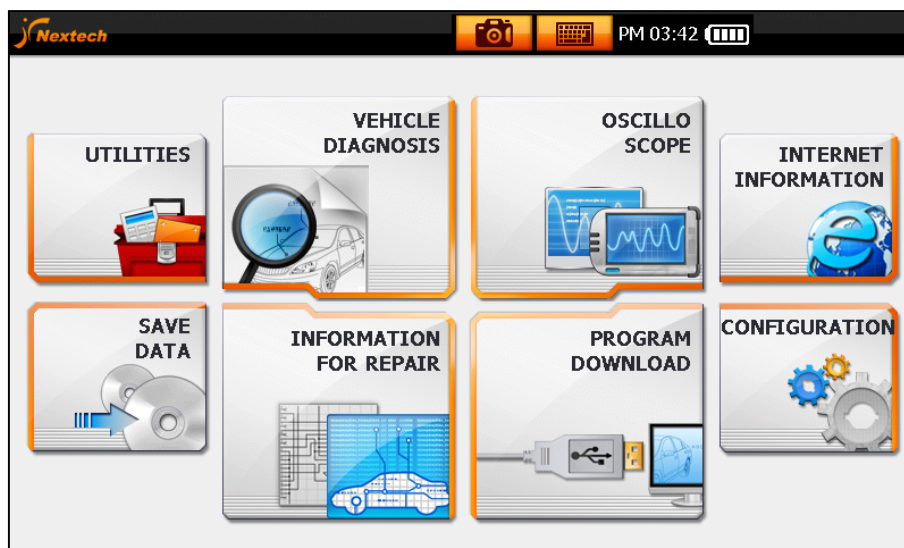 Nextech
PM 03:42
UTILITIES
VEHICLE
DIAGNOSIS
OSCILLO
SCOPE
INTERNET
INFORMATION
SAVE
DATA
INFORMATION
FOR REPAIR
PROGRAM
DOWNLOAD
CONFIGURATION